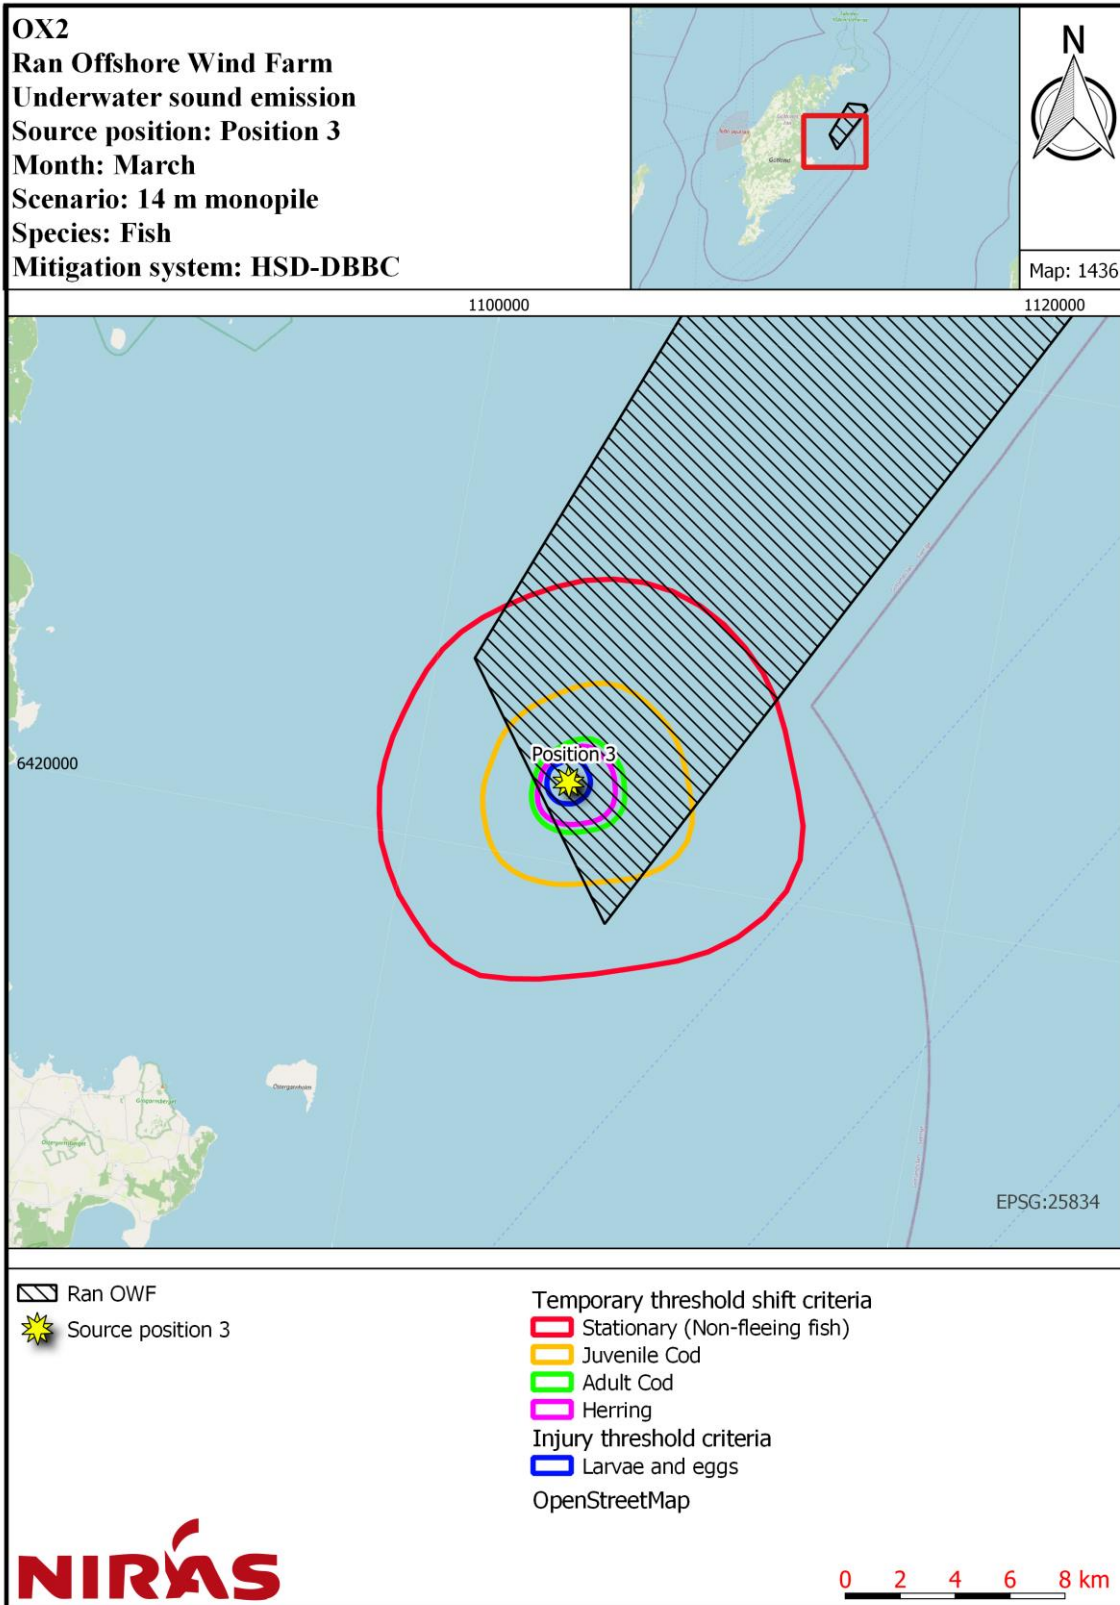 OX2
Ran Offshore Wind Farm
Underwater sound emission
Source position: Position 3
Month: March
Scenario: 14 m monopile
Species: Fish
Mitigation system: HSD-DBBC
N
Map: 1436
1100000
1120000
Position 3
6420000
EPSG:25834
Ran OWF
Source position 3
Temporary threshold shift criteria
Stationary (Non-fleeing fish)
Juvenile Cod
Adult Cod
Herring
Injury threshold criteria
Larvae and eggs
OpenStreetMap
NIRÁS
0 2 4 6 8 km